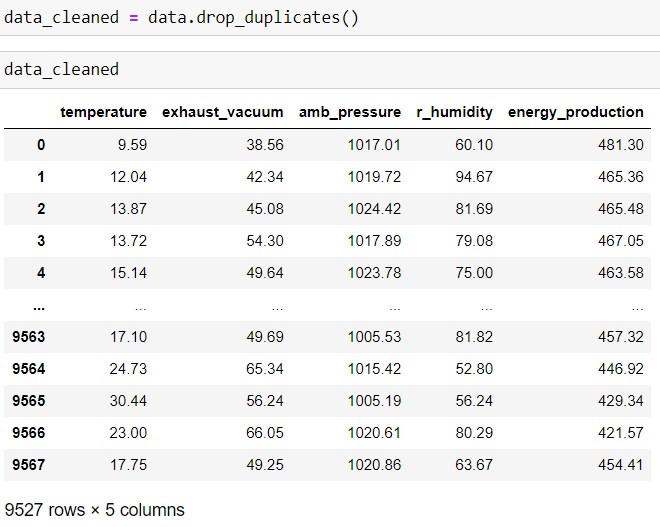 data_cleaned = data.drop_duplicates()
data_cleaned
temperature exhaust_vacuum amb_pressure r_humidity energy_production
0 9.59 38.56 1017.01 60.10 481.30
1 12.04 42.34 1019.72 94.67 465.36
2 13.87 45.08 1024.42 81.69 465.48
3 13.72 54.30 1017.89 79.08 467.05
4 15.14 49.64 1023.78 75.00 463.58
... ... ... ... ... ...
9563 17.10 49.69 1005.53 81.82 457.32
9564 24.73 65.34 1015.42 52.80 446.92
9565 30.44 56.24 1005.19 56.24 429.34
9566 23.00 66.05 1020.61 80.29 421.57
9567 17.75 49.25 1020.86 63.67 454.41
9527 rows × 5 columns